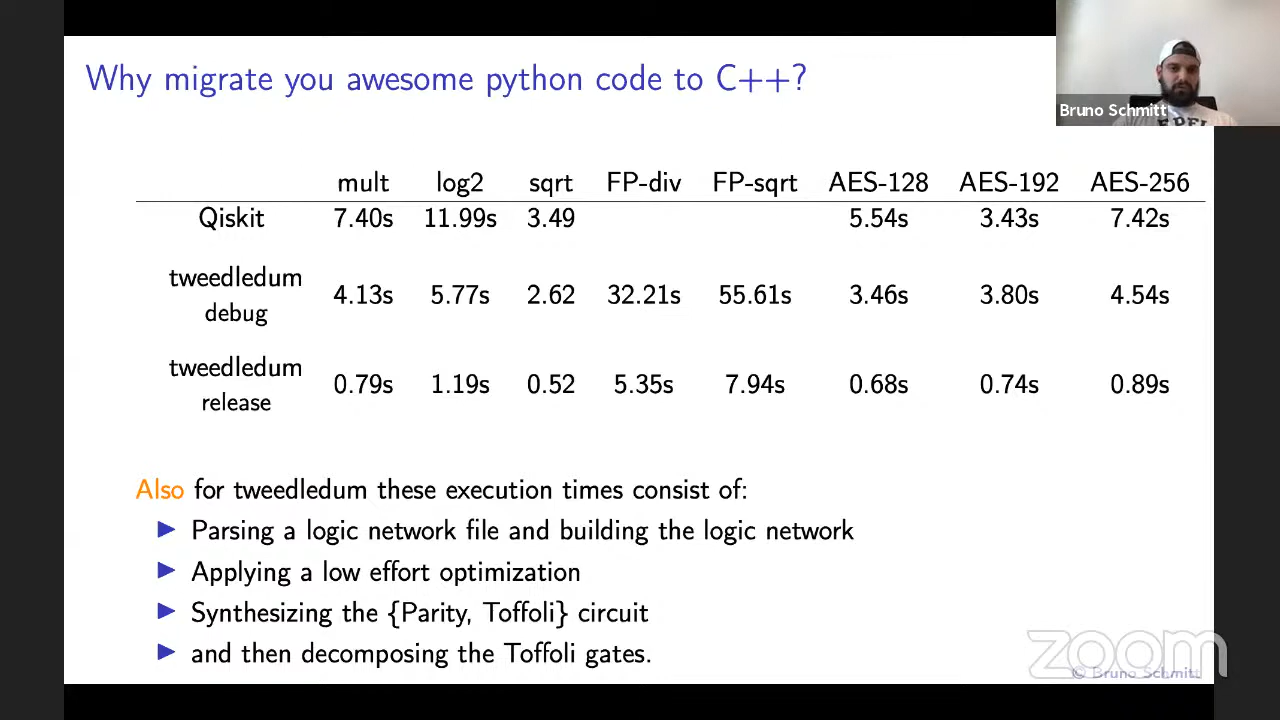 Why migrate you awesome python code to C++?
Bruno Schmitt
mult log2 sqrt FP-div FP-sqrt AES-128 AES-192 AES-256
Qiskit 7.40s 11.99s 3.49 5.54s 3.43s 7.42s
tweedledum
debug
4.13s 5.77s 2.62 32.21s 55.61s 3.46s 3.80s 4.54s
tweedledum
release
0.79s 1.19s 0.52 5.35s 7.94s 0.68s 0.74s 0.89s
Also for tweedledum these execution times consist of:
▶ Parsing a logic network file and building the logic network
▶ Applying a low effort optimization
▶ Synthesizing the {Parity, Toffoli} circuit
▶ and then decomposing the Toffoli gates.
zoom
© Bruno Schmitt